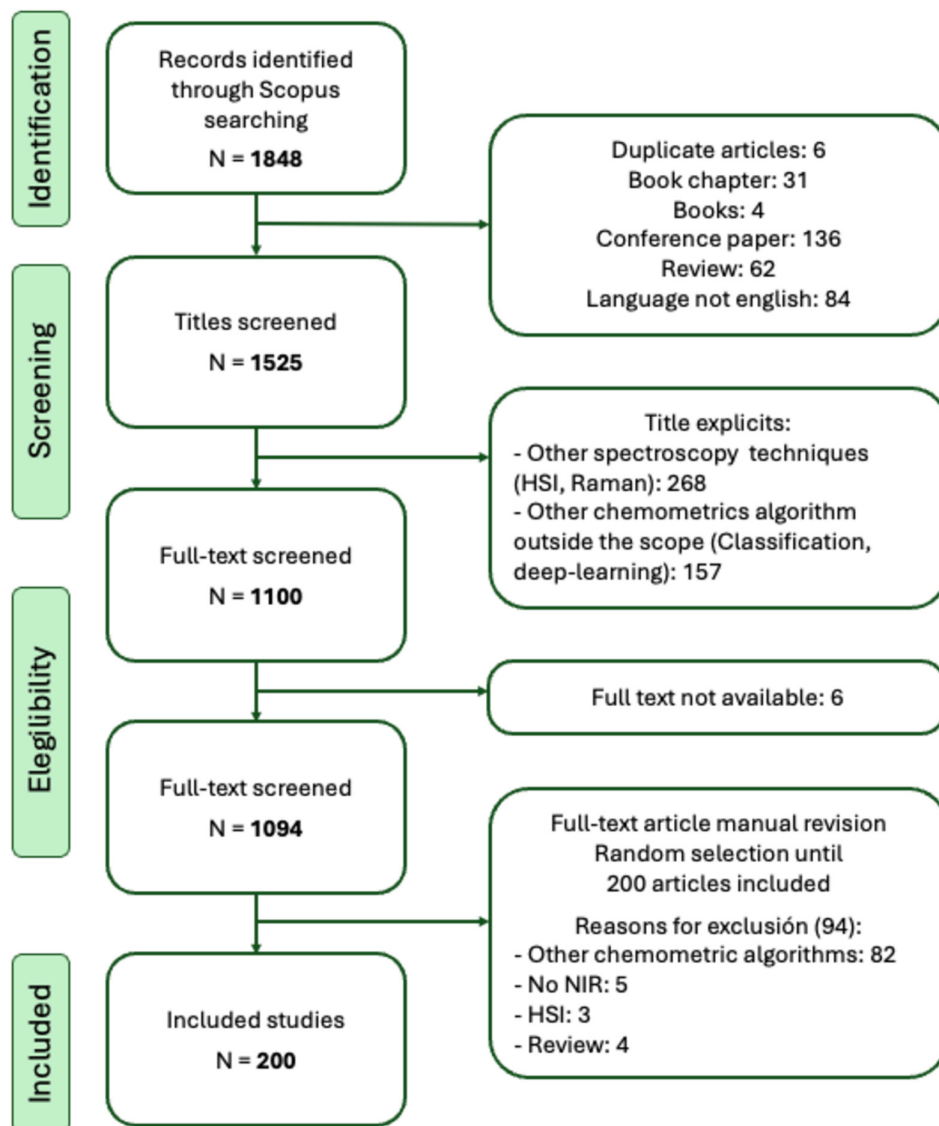 Identification
Records identified
through Scopus
searching
N = 1848
Duplicate articles: 6
Book chapter: 31
Books: 4
Conference paper: 136
Review: 62
Language not english: 84
Screening
Titles screened
N = 1525
Title explicits:
- Other spectroscopy techniques
(HSI, Raman): 268
- Other chemometrics algorithm
outside the scope (Classification,
deep-learning): 157
Full-text screened
N = 1100
Elegilibility
Full text not available: 6
Full-text screened
N = 1094
Full-text article manual revision
Random selection until
200 articles included
Reasons for exclusión (94):
- Other chemometric algorithms: 82
- No NIR: 5
- HSI: 3
- Review: 4
Included
Included studies
N = 200